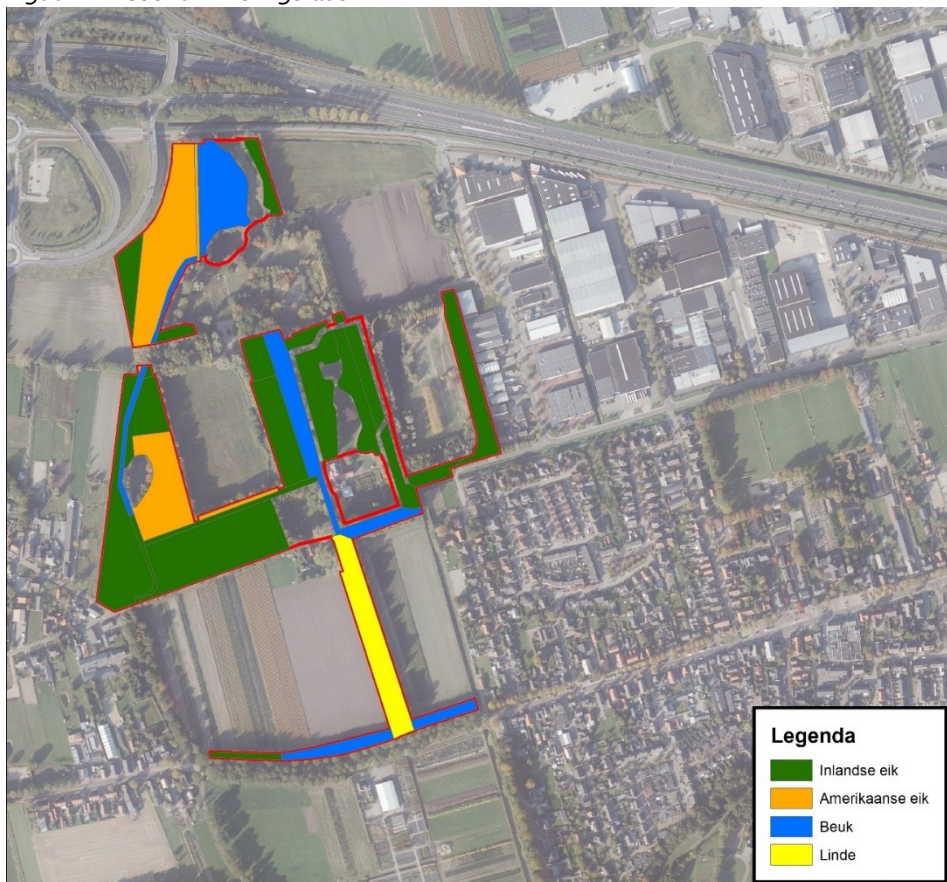 Legenda
Inlandse eik
Amerikaanse eik
Beuk
Linde